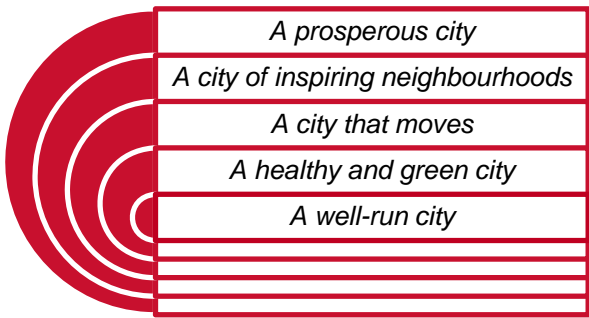 A prosperous city
A city of inspiring neighbourhoods
A city that moves
A healthy and green city
A well-run city